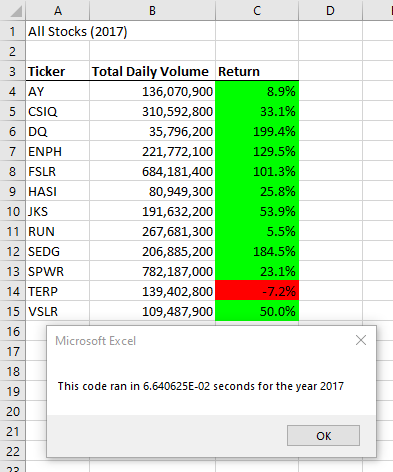 A B C D
1 All Stocks (2017)
2
3 Ticker Total Daily Volume Return
4 AY 136,070,900 8.9%
5 CSIQ 310,592,800 33.1%
6 DQ 35,796,200 199.4%
7 ENPH 221,772,100 129.5%
8 FSLR 684,181,400 101.3%
9 HASI 80,949,300 25.8%
10 JKS 191,632,200 53.9%
11 RUN 267,681,300 5.5%
12 SEDG 206,885,200 184.5%
13 SPWR 782,187,000 23.1%
14 TERP 139,402,800 -7.2%
15 VSLR 109,487,900 50.0%
16
17 Microsoft Excel
18
19 This code ran in 6.640625E-02 seconds for the year 2017
20
21 OK
22